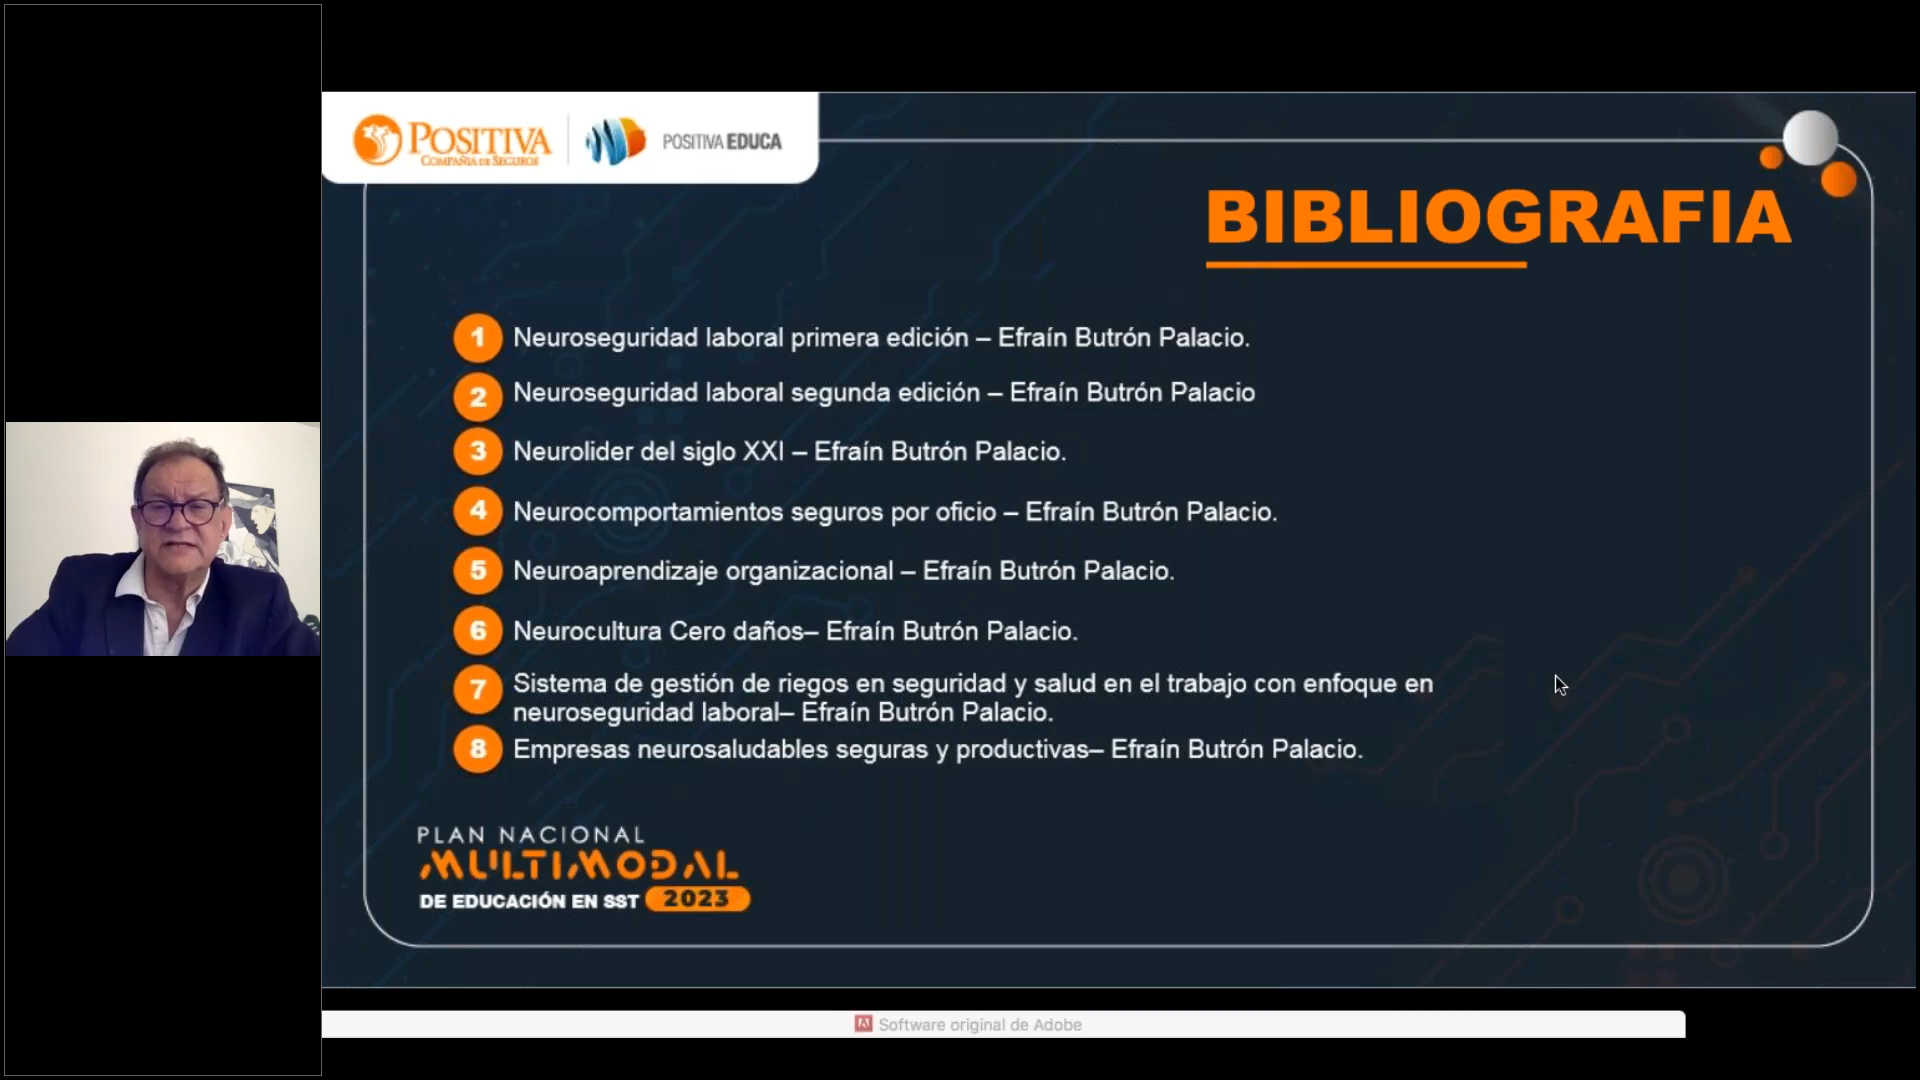 POSITIVA
COMPAÑIA DE SEGUROS
POSITIVA EDUCA
BIBLIOGRAFIA
1 Neuroseguridad laboral primera edición – Efraín Butrón Palacio.
2 Neuroseguridad laboral segunda edición – Efraín Butrón Palacio
3 Neurolider del siglo XXI – Efraín Butrón Palacio.
4 Neurocomportamientos seguros por oficio – Efraín Butrón Palacio.
5 Neuroaprendizaje organizacional – Efraín Butrón Palacio.
6 Neurocultura Cero daños– Efraín Butrón Palacio.
7 Sistema de gestión de riegos en seguridad y salud en el trabajo con enfoque en
neuroseguridad laboral– Efraín Butrón Palacio.
8 Empresas neurosaludables seguras y productivas– Efraín Butrón Palacio.
PLAN NACIONAL
MULTIMODAL
DE EDUCACIÓN EN SST 2023
Software original de Adobe